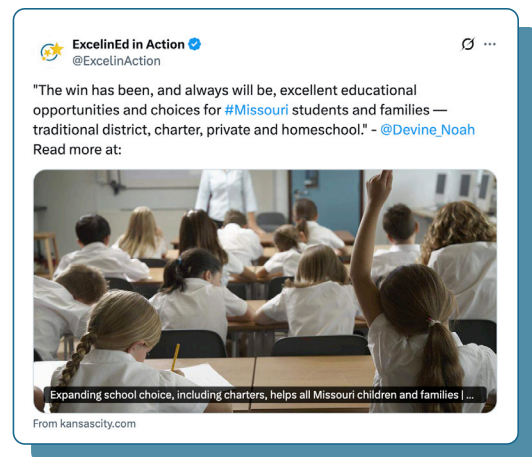 ExcelinEd in Action
@ExcelinAction
"The win has been, and always will be, excellent educational
opportunities and choices for #Missouri students and families —
traditional district, charter, private and homeschool." - @Devine_Noah
Read more at:
Expanding school choice, including charters, helps all Missouri children and families | ...
From kansascity.com